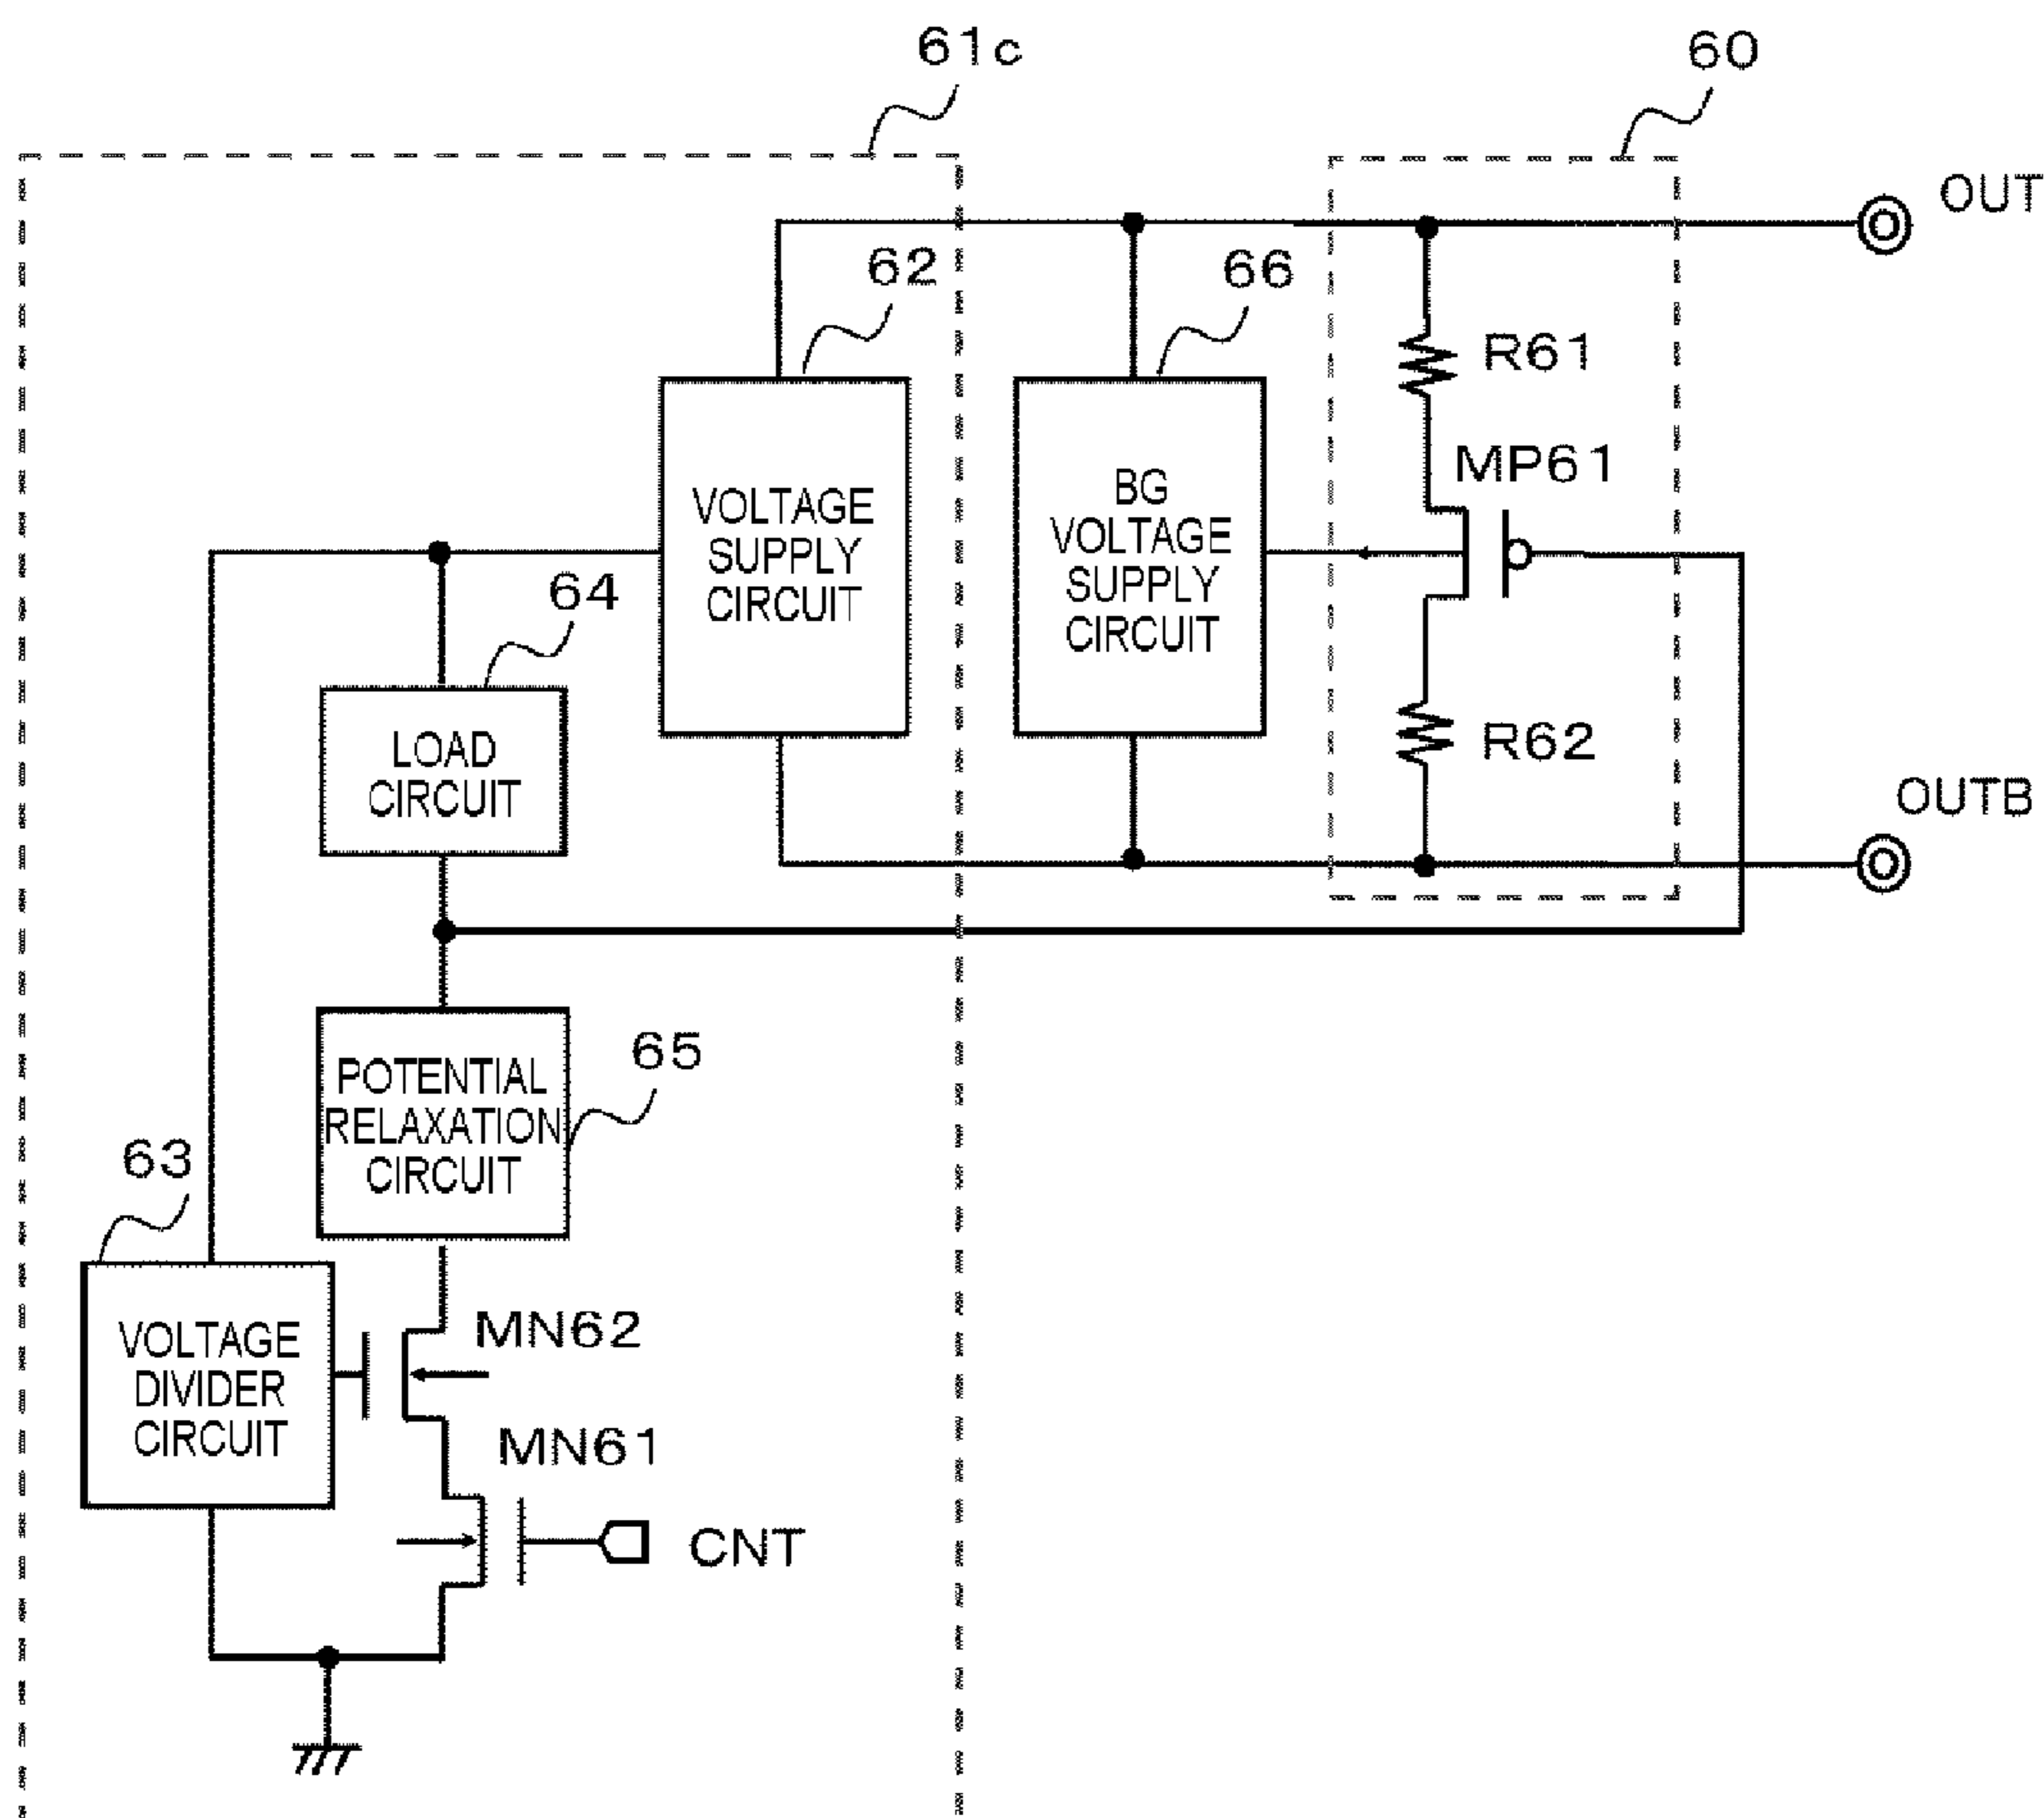 61c
60
OUT
62
66
R61
MP61
VOLTAGE
SUPPLY
CIRCUIT
BG
VOLTAGE
SUPPLY
CIRCUIT
64
LOAD
CIRCUIT
R62
OUTB
65
POTENTIAL
RELAXATION
CIRCUIT
63
VOLTAGE
DIVIDER
CIRCUIT
MN62
MN61
CNT